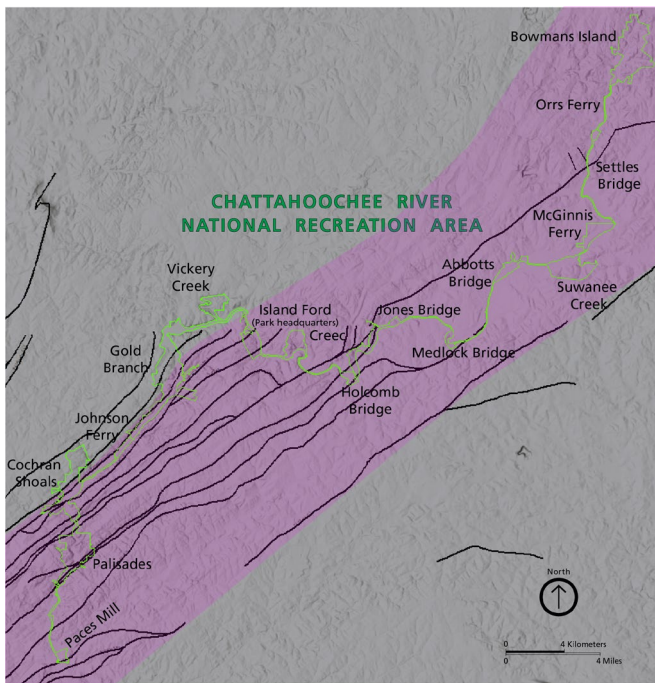 Bowmans Island
Orrs Ferry
Settles
Bridge
CHATTAHOOCHEE RIVER
NATIONAL RECREATION AREA
McGinnis
Ferry
Abbotts
Bridge
Vickery
Creek
Suwanee
Creek
Island Ford
(Park headquarters)
Creec
Jones Bridge
Gold
Branch
Medlock Bridge
Holcomb
Bridge
Johnson
Ferry
Cochran
Shoals
Palisades
North
Paces Mill
0 4 Kilometers
0 4 Miles